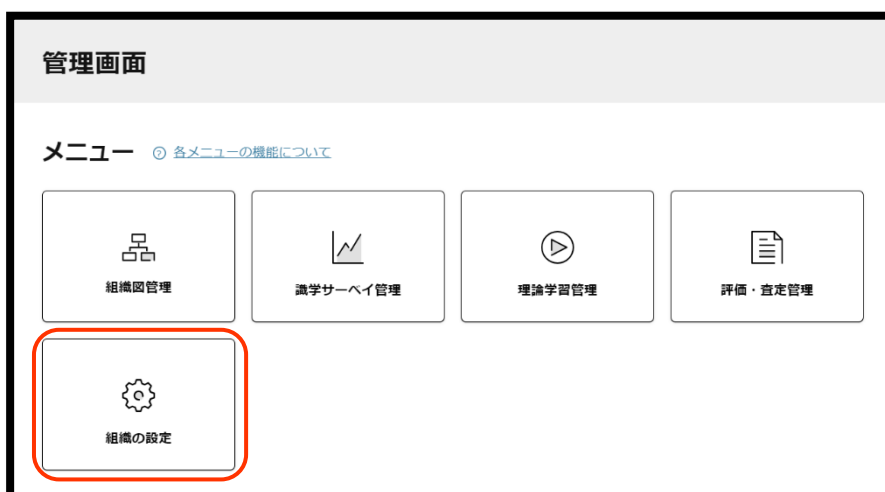 管理画面
メニュー ? 各メニューの機能について
組織図管理
識学サーベイ管理
理論学習管理
評価・査定管理
組織の設定